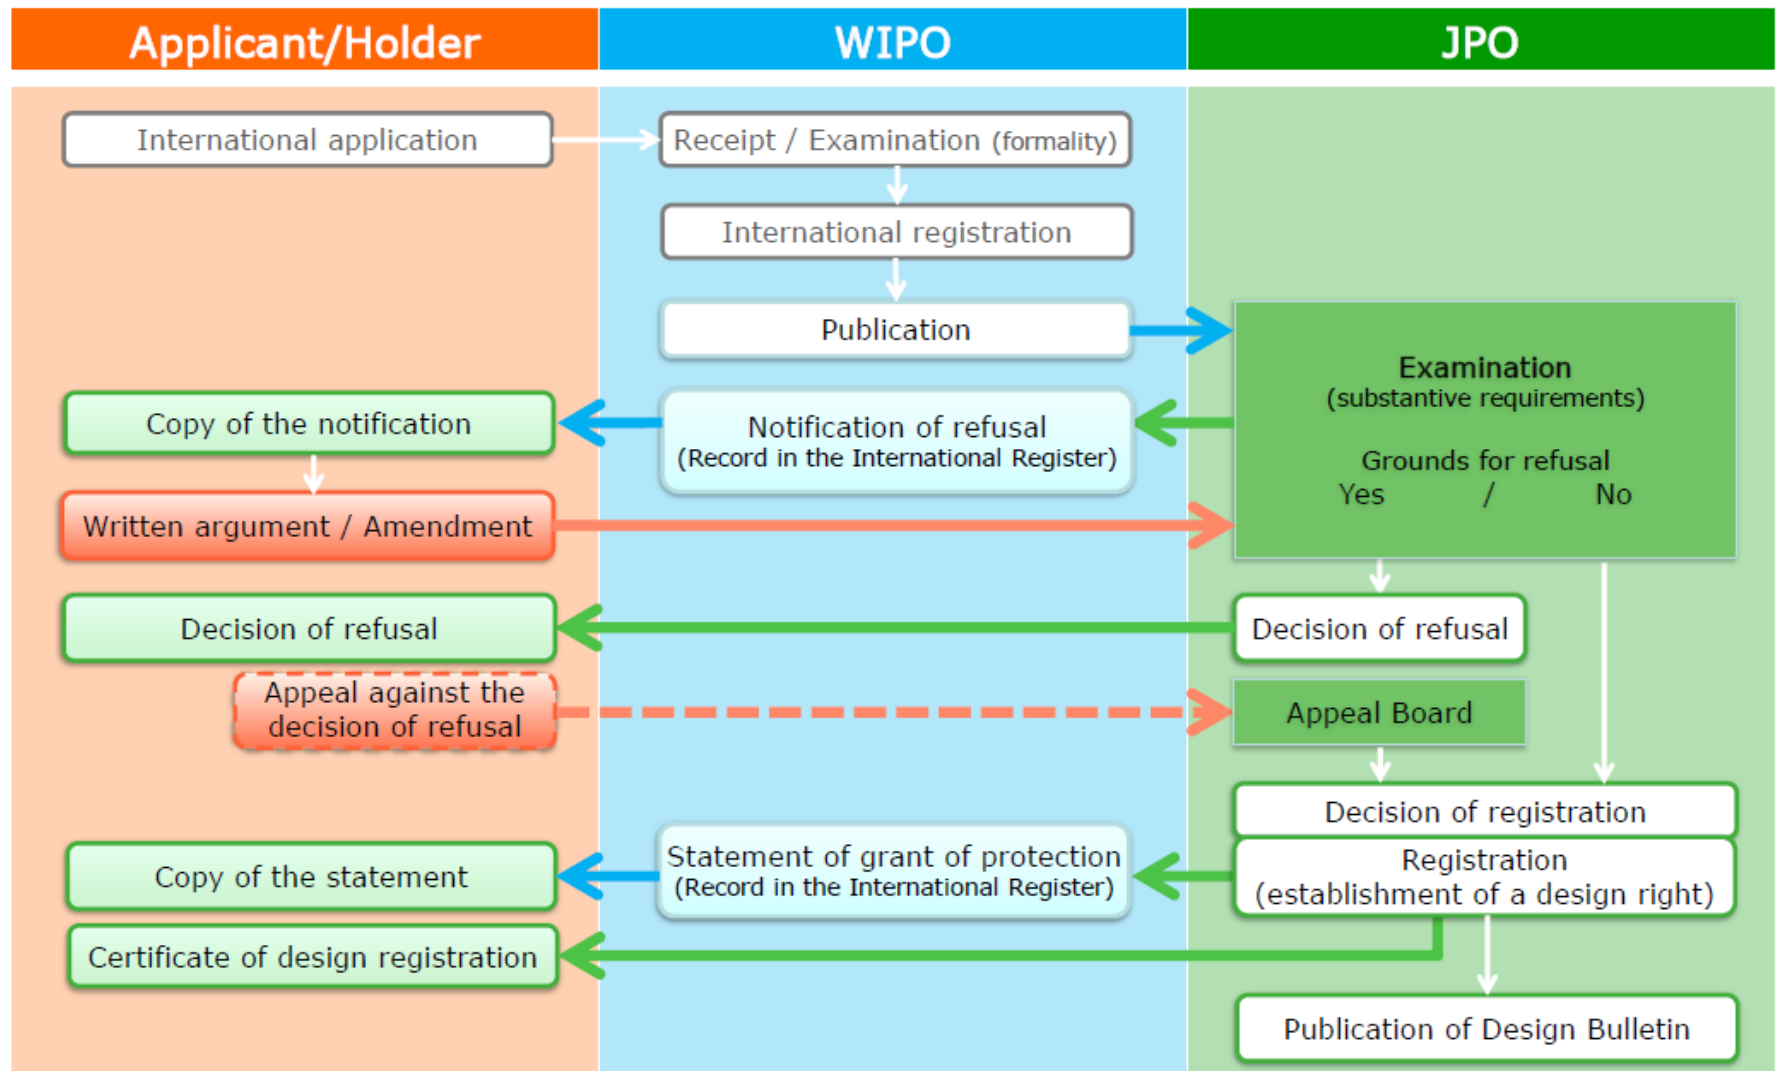 Applicant/Holder
WIPO
JPO
International application
Receipt / Examination (formality)
International registration
Publication
Examination
(substantive requirements)
Grounds for refusal
Yes / No
Copy of the notification
Notification of refusal
(Record in the International Register)
Written argument / Amendment
Decision of refusal
Decision of refusal
Appeal against the
decision of refusal
Appeal Board
Decision of registration
Copy of the statement
Statement of grant of protection
(Record in the International Register)
Registration
(establishment of a design right)
Certificate of design registration
Publication of Design Bulletin